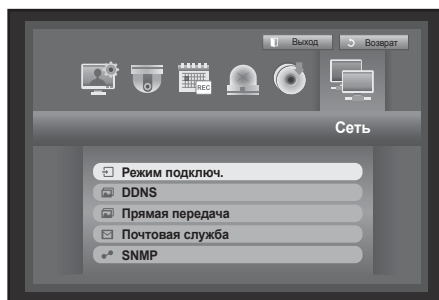 Выход Возврат
REC
Сеть
Режим подключ.
DDNS
Прямая передача
Почтовая служба
SNMP